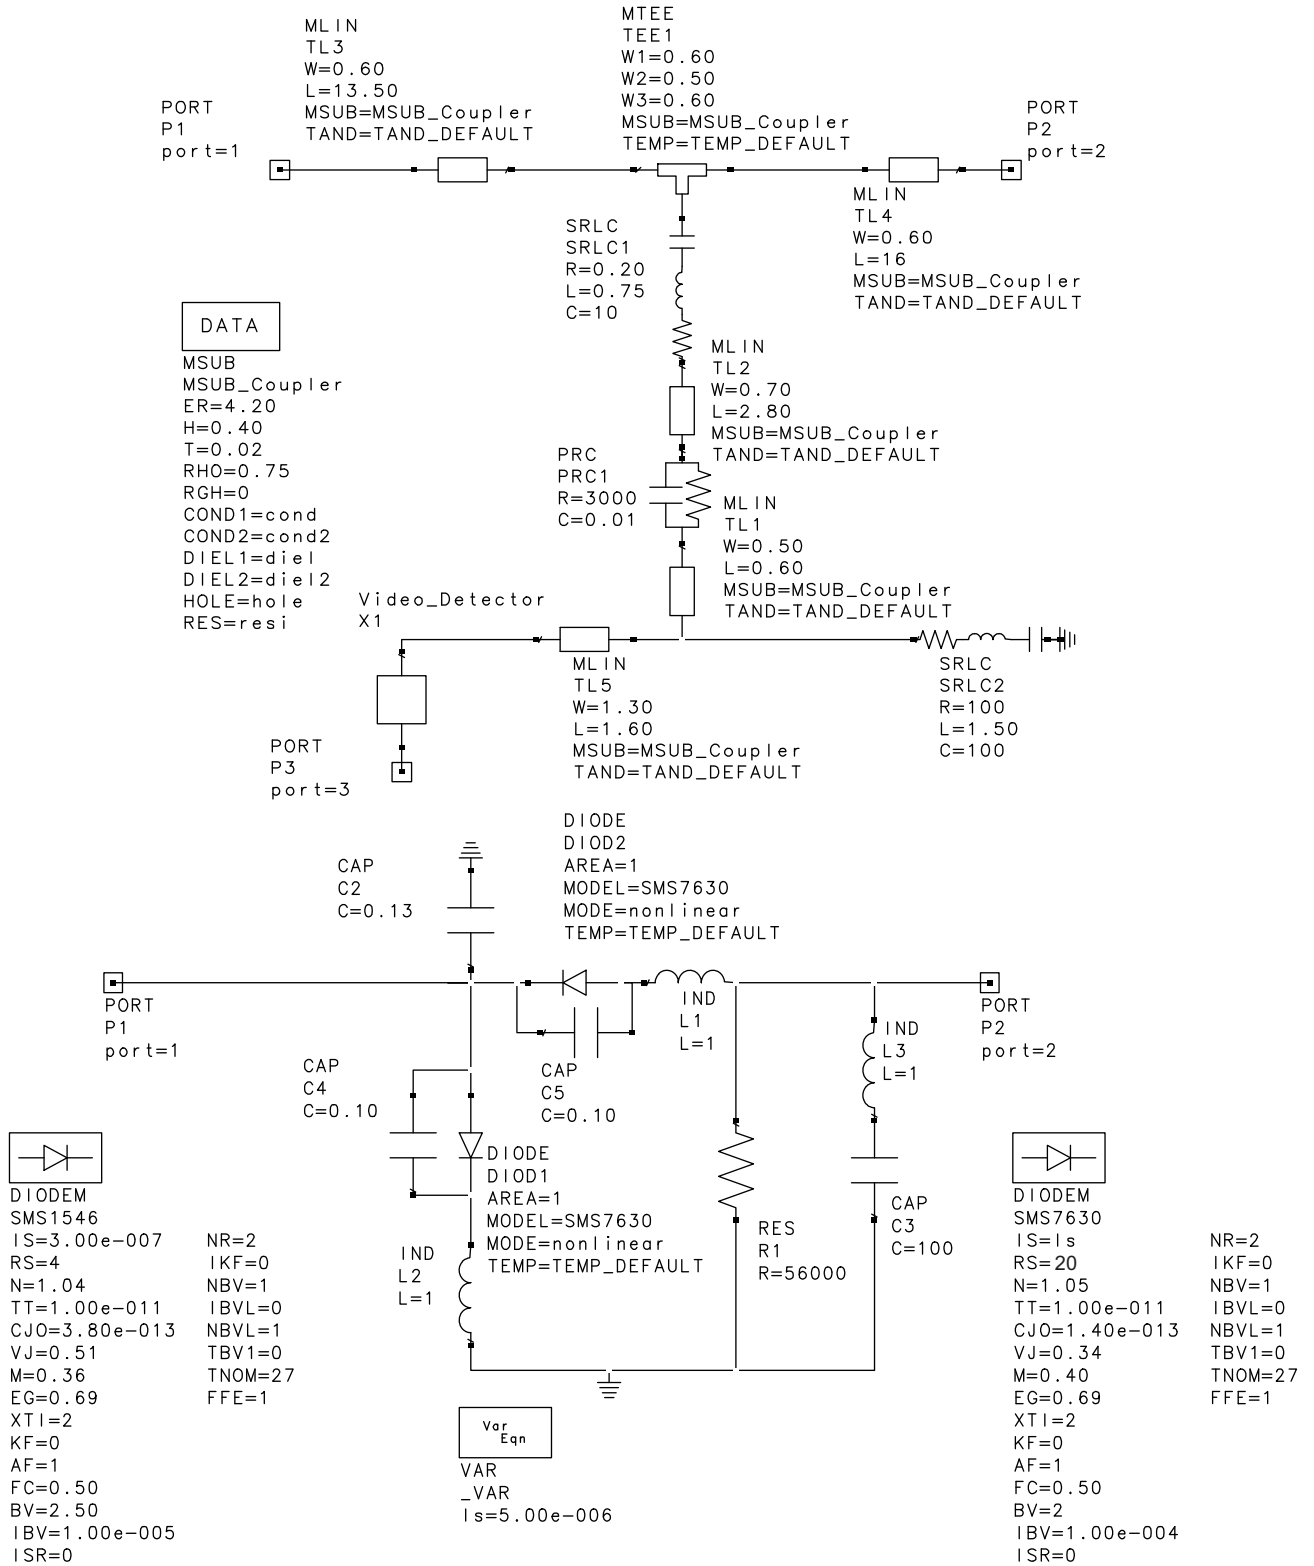 MLIN
TL3
W=0.60
L=13.50
MSUB=MSUB_Coupler
TAND=TAND_DEFAULT
MTEE
TEE1
W1=0.60
W2=0.50
W3=0.60
MSUB=MSUB_Coupler
TEMP=TEMP_DEFAULT
PORT
P1
port=1
PORT
P2
port=2
MLIN
TL4
W=0.60
L=16
MSUB=MSUB_Coupler
TAND=TAND_DEFAULT
SRLC
SRLC1
R=0.20
L=0.75
C=10
DATA
MSUB
MSUB_Coupler
ER=4.20
H=0.40
T=0.02
RHO=0.75
RGH=0
COND1=cond
COND2=cond2
DIEL1=diel
DIEL2=diel2
HOLE=hole
RES=resi
MLIN
TL2
W=0.70
L=2.80
MSUB=MSUB_Coupler
TAND=TAND_DEFAULT
PRC
PRC1
R=3000
C=0.01
MLIN
TL1
W=0.50
L=0.60
MSUB=MSUB_Coupler
TAND=TAND_DEFAULT
Video_Detector
X1
MLIN
TL5
W=1.30
L=1.60
MSUB=MSUB_Coupler
TAND=TAND_DEFAULT
SRLC
SRLC2
R=100
L=1.50
C=100
PORT
P3
port=3
DIODE
DIOD2
AREA=1
MODEL=SMS7630
MODE=nonlinear
TEMP=TEMP_DEFAULT
CAP
C2
C=0.13
PORT
P1
port=1
IND
L1
L=1
PORT
P2
port=2
IND
L3
L=1
CAP
C4
C=0.10
CAP
C5
C=0.10
DIODE
DIOD1
AREA=1
MODEL=SMS7630
MODE=nonlinear
TEMP=TEMP_DEFAULT
IND
L2
L=1
RES
R1
R=56000
CAP
C3
C=100
DIODEM
SMS1546
IS=3.00e-007
RS=4
N=1.04
TT=1.00e-011
CJO=3.80e-013
VJ=0.51
M=0.36
EG=0.69
XTI=2
KF=0
AF=1
FC=0.50
BV=2.50
IBV=1.00e-005
ISR=0
NR=2
IKF=0
NBV=1
IBVL=0
NBVL=1
TBV1=0
TNOM=27
FFE=1
Var
Eqn
VAR
_VAR
Is=5.00e-006
DIODEM
SMS7630
IS=Is
RS=20
N=1.05
TT=1.00e-011
CJO=1.40e-013
VJ=0.34
M=0.40
EG=0.69
XTI=2
KF=0
AF=1
FC=0.50
BV=2
IBV=1.00e-004
ISR=0
NR=2
IKF=0
NBV=1
IBVL=0
NBVL=1
TBV1=0
TNOM=27
FFE=1